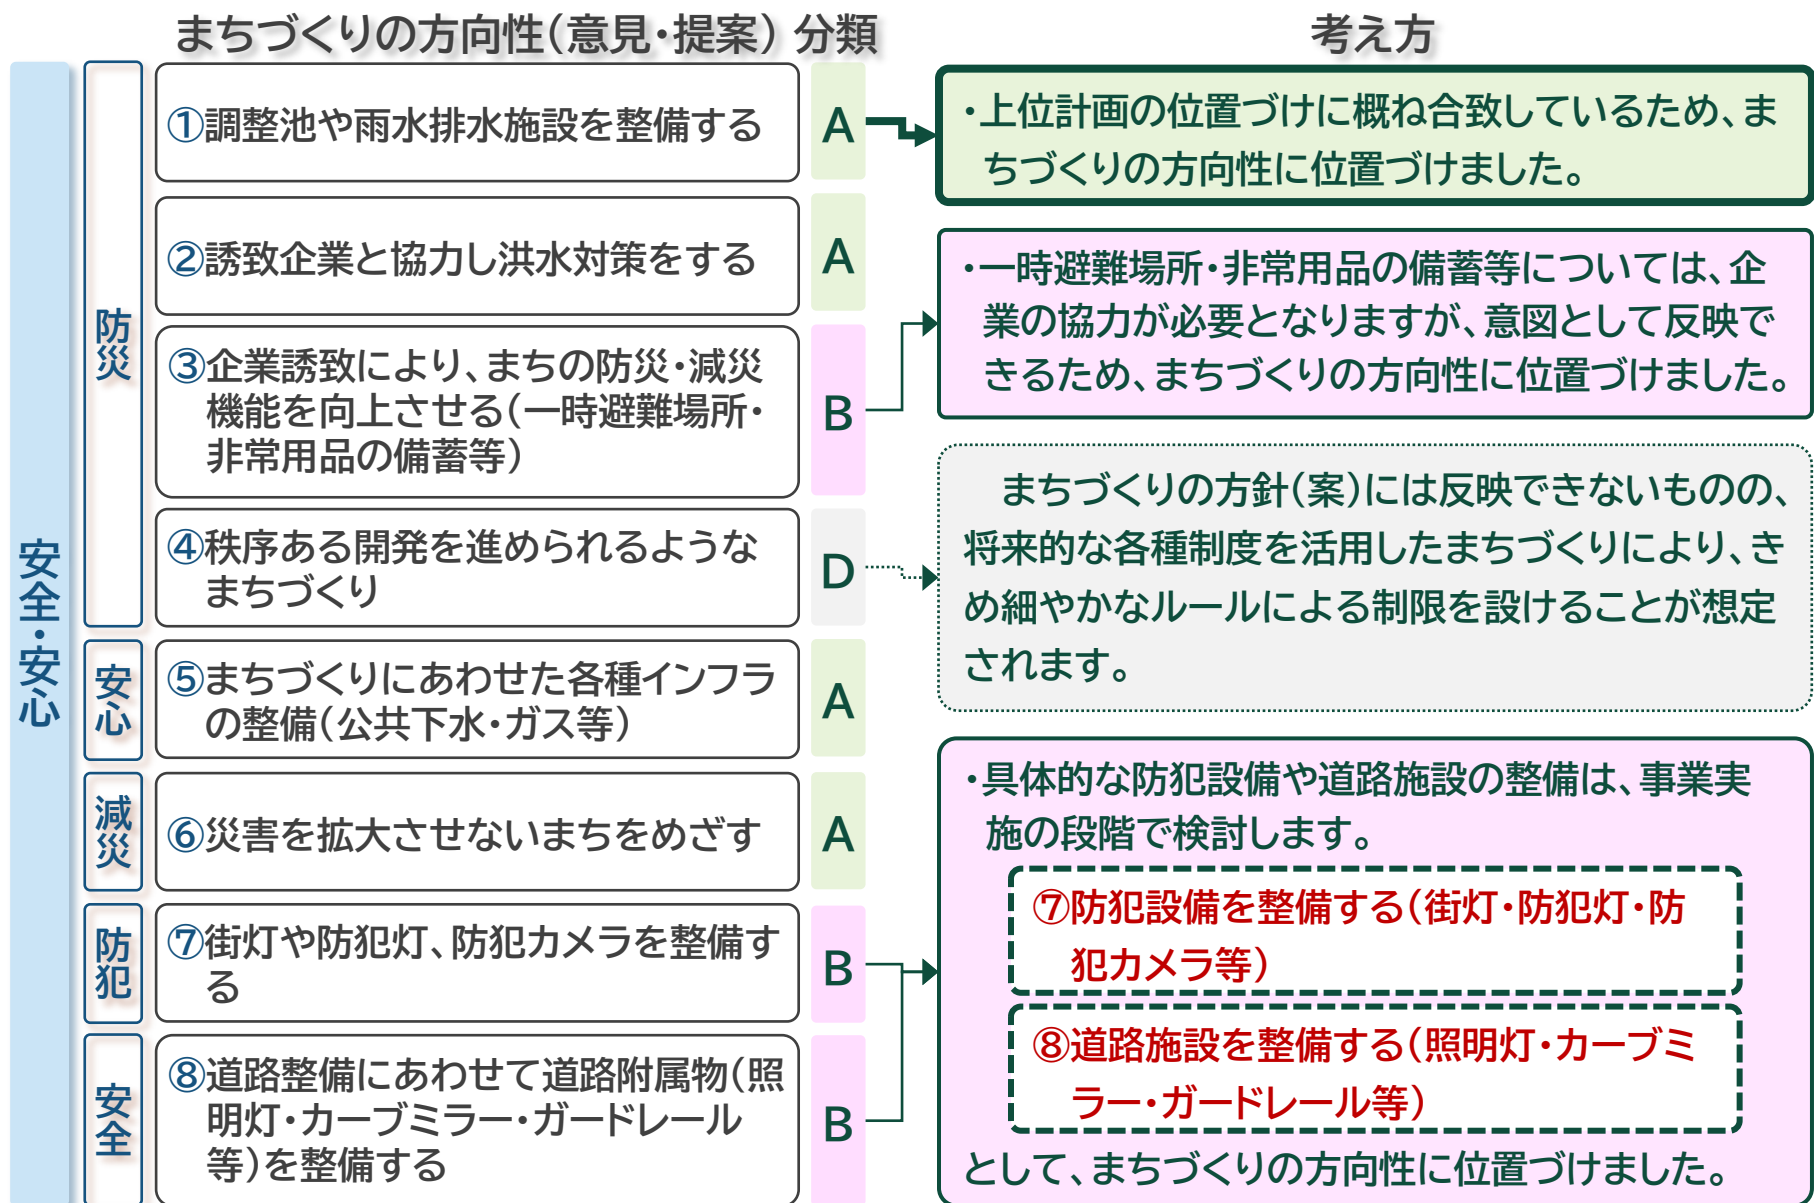 まちづくりの方向性（意見・提案） 分類 考え方
安全・安心
防災
①調整池や雨水排水施設を整備する
A
②誘致企業と協力し洪水対策をする
A
③企業誘致により、まちの防災・減災
機能を向上させる（一時避難場所・
非常用品の備蓄等）
B
④秩序ある開発を進められるような
まちづくり
D
安心
⑤まちづくりにあわせた各種インフラ
の整備（公共下水・ガス等）
A
減災
⑥災害を拡大させないまちをめざす
A
防犯
⑦街灯や防犯灯、防犯カメラを整備す
る
B
安全
⑧道路整備にあわせて道路附属物（照
明灯・カーブミラー・ガードレール
等）を整備する
B
・上位計画の位置づけに概ね合致しているため、ま
ちづくりの方向性に位置づけました。
・一時避難場所・非常用品の備蓄等については、企
業の協力が必要となりますが、意図として反映で
きるため、まちづくりの方向性に位置づけました。
まちづくりの方針（案）には反映できないものの、
将来的な各種制度を活用したまちづくりにより、き
め細やかなルールによる制限を設けることが想定
されます。
・具体的な防犯設備や道路施設の整備は、事業実
施の段階で検討します。
⑦防犯設備を整備する（街灯・防犯灯・防
犯カメラ等）
⑧道路施設を整備する（照明灯・カーブミ
ラー・ガードレール等）
として、まちづくりの方向性に位置づけました。